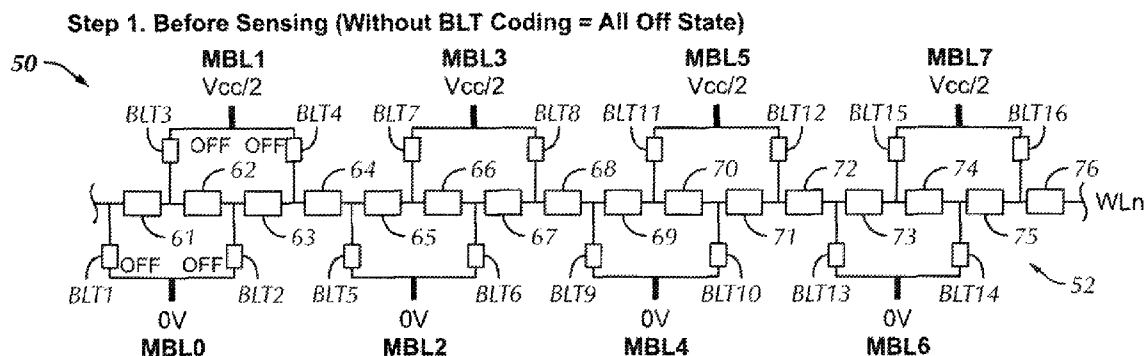 Step 1. Before Sensing (Without BLT Coding = All Off State)
50
MBL1 MBL3 MBL5 MBL7
Vcc/2 Vcc/2 Vcc/2 Vcc/2
BLT3 BLT4 BLT7 BLT8 BLT11 BLT12 BLT15 BLT16
OFF OFF
62 64 66 68 70 72 74 76
WLn
61 63 65 67 69 71 73 75
OFF OFF
BLT1 BLT2 BLT5 BLT6 BLT9 BLT10 BLT13 BLT14 52
0V 0V 0V 0V
MBL0 MBL2 MBL4 MBL6